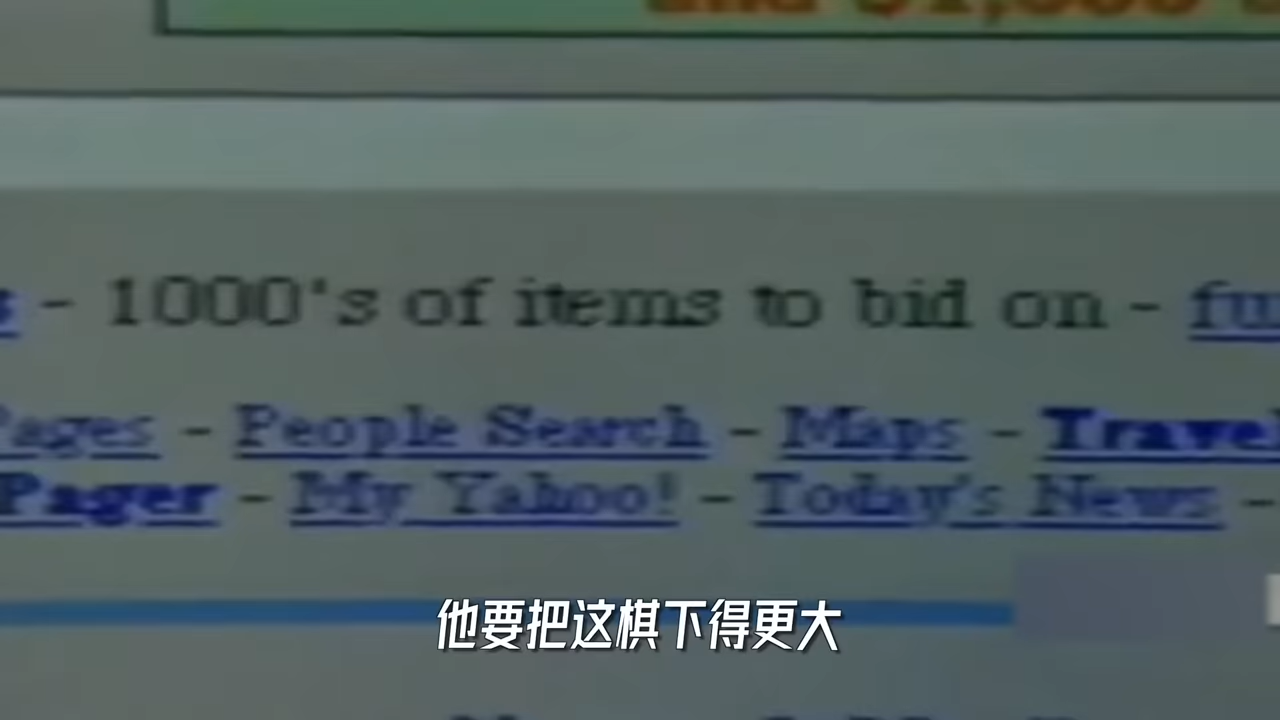 - 1000's of items to bid on -
Pages - People Search - Maps - Travel
Pager - My Yahoo! - Today's News -
他要把这棋下得更大